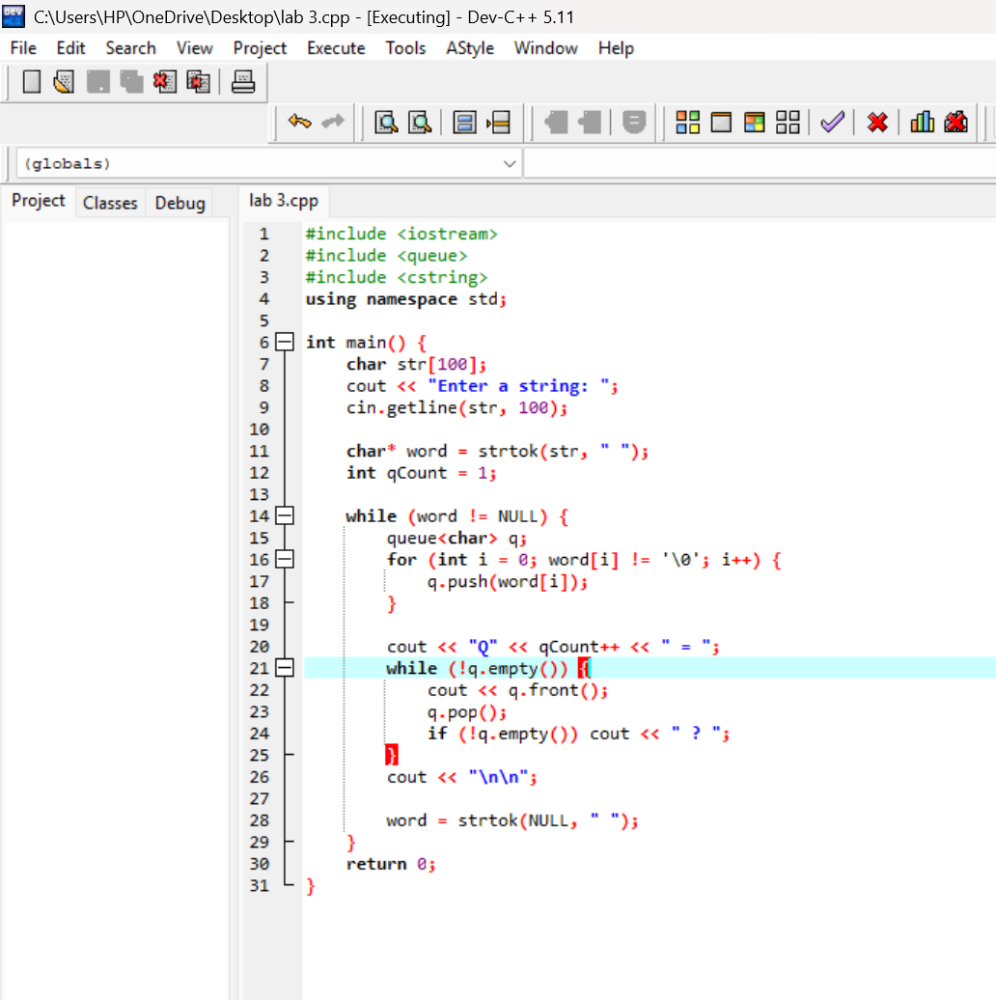 C:\Users\HP\OneDrive\Desktop\lab 3.cpp - [Executing] - Dev-C++ 5.11
File Edit Search View Project Execute Tools AStyle Window Help
(globals)
Project Classes Debug lab 3.cpp
1 #include <iostream>
2 #include <queue>
3 #include <cstring>
4 using namespace std;
5
6 int main() {
7     char str[100];
8     cout << "Enter a string: ";
9     cin.getline(str, 100);
10
11     char* word = strtok(str, " ");
12     int qCount = 1;
13
14     while (word != NULL) {
15         queue<char> q;
16         for (int i = 0; word[i] != '\0'; i++) {
17             q.push(word[i]);
18         }
19
20         cout << "Q" << qCount++ << " = ";
21         while (!q.empty()) {
22             cout << q.front();
23             q.pop();
24             if (!q.empty()) cout << " ? ";
25         }
26         cout << "\n\n";
27
28         word = strtok(NULL, " ");
29     }
30     return 0;
31 }